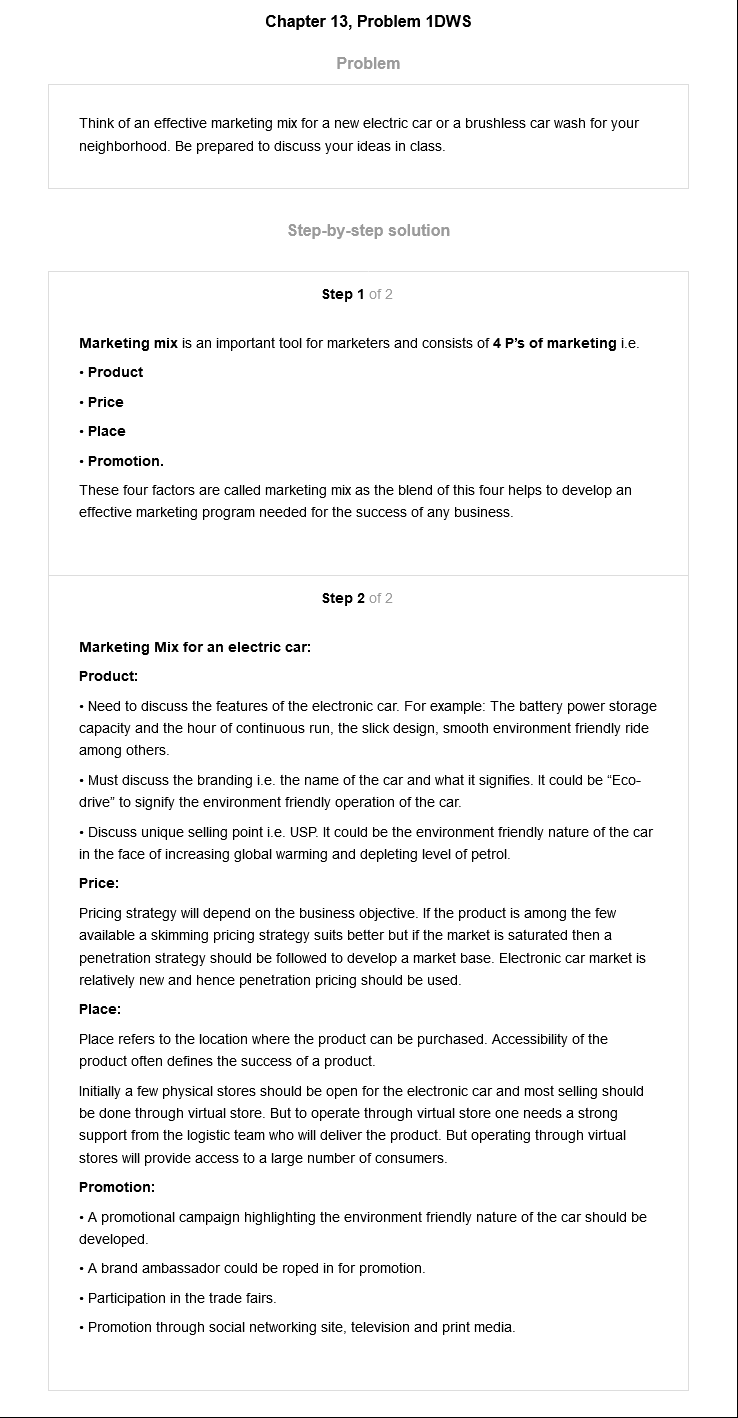 Chapter 13, Problem 1DWS
Problem
Think of an effective marketing mix for a new electric car or a brushless car wash for your
neighborhood. Be prepared to discuss your ideas in class.
Step-by-step solution
Step 1 of 2
Marketing mix is an important tool for marketers and consists of 4 P's of marketing i.e.
• Product
• Price
• Place
• Promotion.
These four factors are called marketing mix as the blend of this four helps to develop an
effective marketing program needed for the success of any business.
Step 2 of 2
Marketing Mix for an electric car:
Product:
• Need to discuss the features of the electronic car. For example: The battery power storage
capacity and the hour of continuous run, the slick design, smooth environment friendly ride
among others.
• Must discuss the branding i.e. the name of the car and what it signifies. It could be “Eco-
drive” to signify the environment friendly operation of the car.
• Discuss unique selling point i.e. USP. It could be the environment friendly nature of the car
in the face of increasing global warming and depleting level of petrol.
Price:
Pricing strategy will depend on the business objective. If the product is among the few
available a skimming pricing strategy suits better but if the market is saturated then a
penetration strategy should be followed to develop a market base. Electronic car market is
relatively new and hence penetration pricing should be used.
Place:
Place refers to the location where the product can be purchased. Accessibility of the
product often defines the success of a product.
Initially a few physical stores should be open for the electronic car and most selling should
be done through virtual store. But to operate through virtual store one needs a strong
support from the logistic team who will deliver the product. But operating through virtual
stores will provide access to a large number of consumers.
Promotion:
• A promotional campaign highlighting the environment friendly nature of the car should be
developed.
• A brand ambassador could be roped in for promotion.
• Participation in the trade fairs.
• Promotion through social networking site, television and print media.